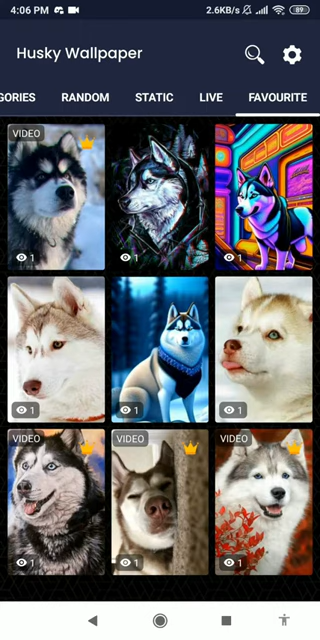 4:06 PM 2.6KB/s 89
Husky Wallpaper
GORIES RANDOM STATIC LIVE FAVOURITE
VIDEO
1 1 1
1 1 1
VIDEO VIDEO VIDEO
1 1 1